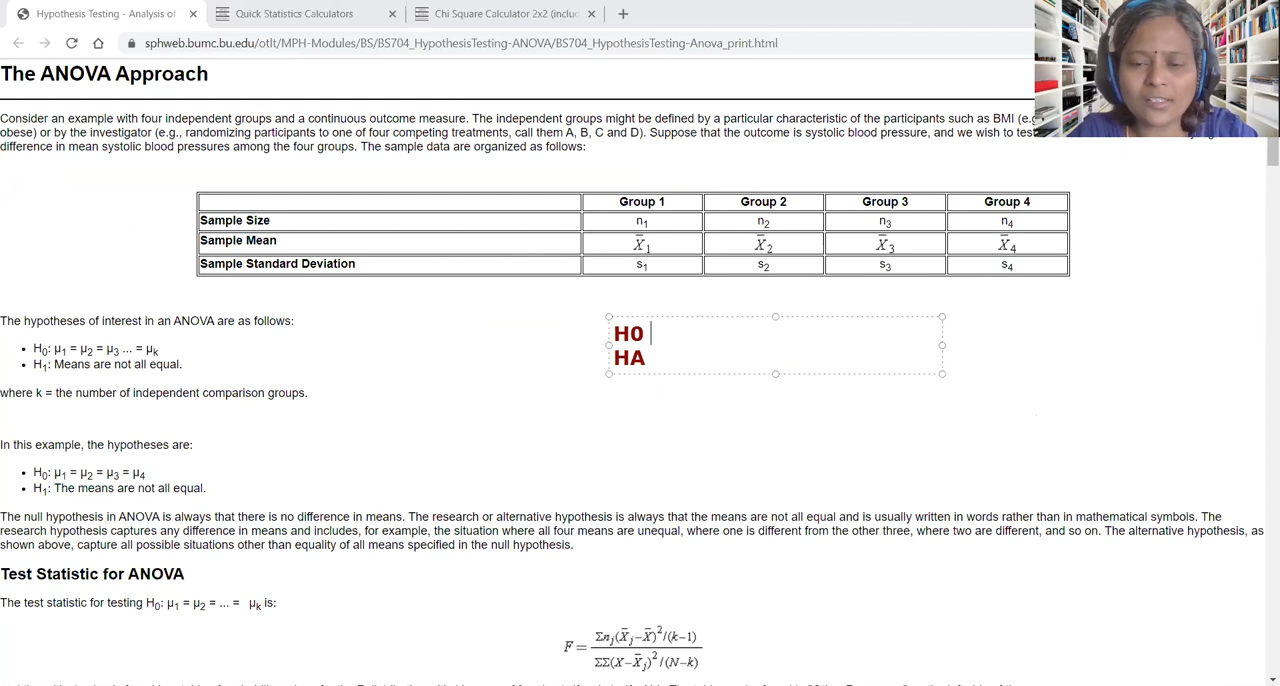 Hypothesis Testing - Analysis of
Quick Statistics Calculators
Chi Square Calculator 2x2 (inclu
sphweb.bumc.bu.edu/otlt/MPH-Modules/BS/BS704_HypothesisTesting-ANOVA/BS704_HypothesisTesting-Anova_print.html
The ANOVA Approach
Consider an example with four independent groups and a continuous outcome measure. The independent groups might be defined by a particular characteristic of the participants such as BMI (e.g
obese) or by the investigator (e.g., randomizing participants to one of four competing treatments, call them A, B, C and D). Suppose that the outcome is systolic blood pressure, and we wish to test
difference in mean systolic blood pressures among the four groups. The sample data are organized as follows:
Group 1 Group 2 Group 3 Group 4
Sample Size n1 n2 n3 n4
Sample Mean X̄1 X̄2 X̄3 X̄4
Sample Standard Deviation s1 s2 s3 s4
The hypotheses of interest in an ANOVA are as follows:
• H0: μ1 = μ2 = μ3 ... = μk
• H1: Means are not all equal.
H0
HA
where k = the number of independent comparison groups.
In this example, the hypotheses are:
• H0: μ1 = μ2 = μ3 = μ4
• H1: The means are not all equal.
The null hypothesis in ANOVA is always that there is no difference in means. The research or alternative hypothesis is always that the means are not all equal and is usually written in words rather than in mathematical symbols. The
research hypothesis captures any difference in means and includes, for example, the situation where all four means are unequal, where one is different from the other three, where two are different, and so on. The alternative hypothesis, as
shown above, capture all possible situations other than equality of all means specified in the null hypothesis.
Test Statistic for ANOVA
The test statistic for testing H0: μ1 = μ2 = ... = μk is:
F = Σnj(X̄j−X̄)²/(k−1)
ΣΣ(X−X̄j)²/(N−k)